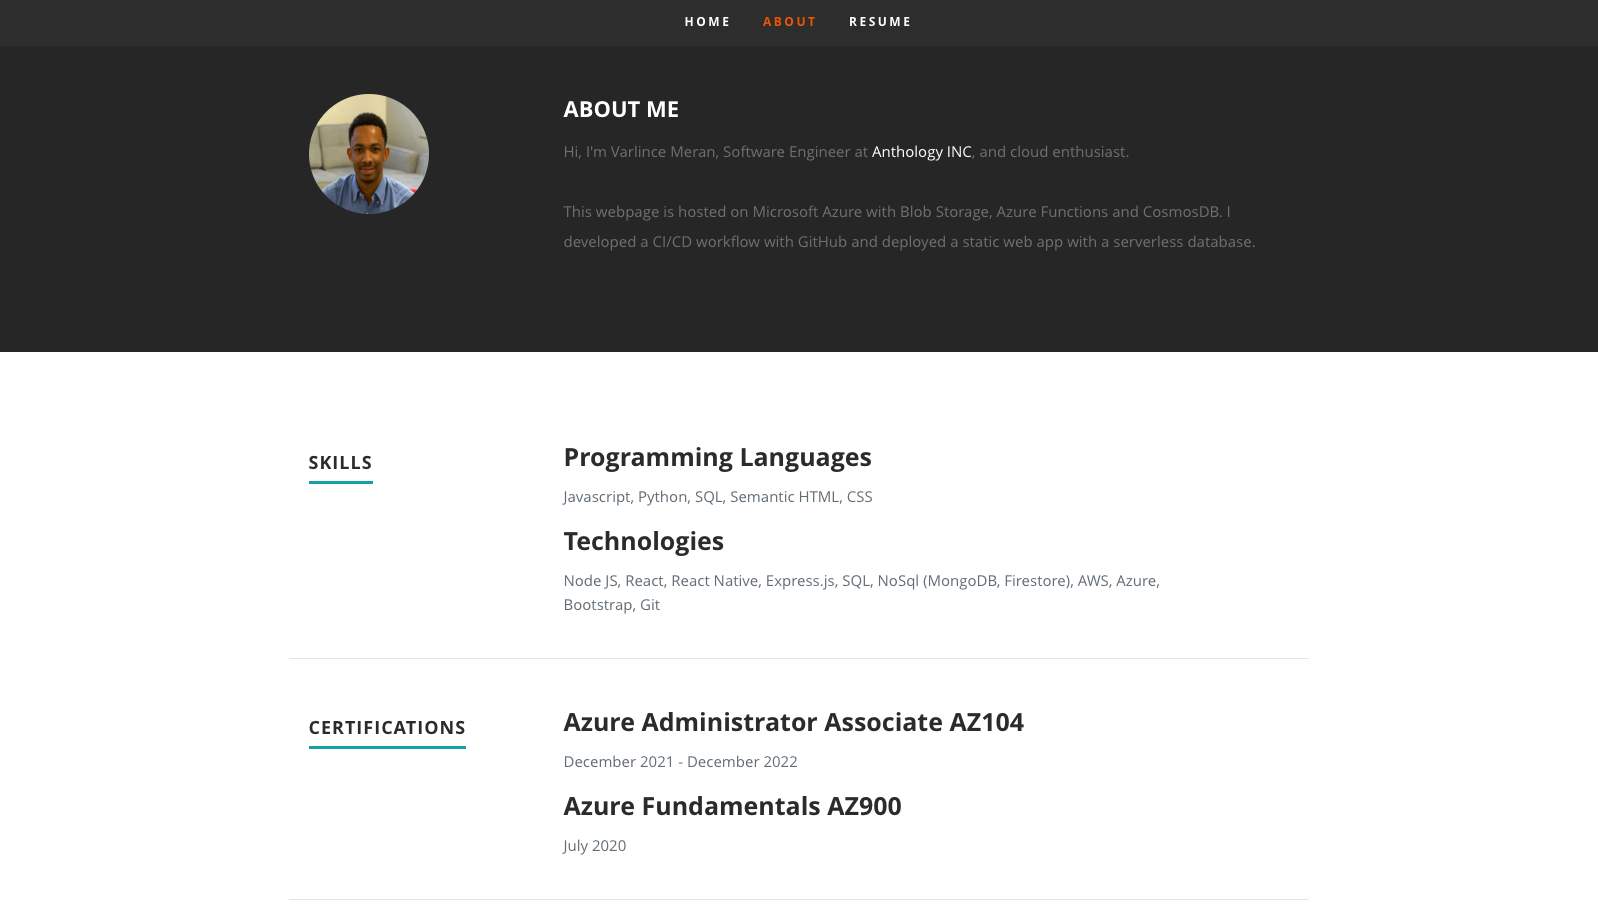 HOME ABOUT RESUME
ABOUT ME
Hi, I'm Varlince Meran, Software Engineer at Anthology INC, and cloud enthusiast.
This webpage is hosted on Microsoft Azure with Blob Storage, Azure Functions and CosmosDB. I
developed a CI/CD workflow with GitHub and deployed a static web app with a serverless database.
SKILLS
Programming Languages
Javascript, Python, SQL, Semantic HTML, CSS
Technologies
Node JS, React, React Native, Express.js, SQL, NoSql (MongoDB, Firestore), AWS, Azure,
Bootstrap, Git
CERTIFICATIONS
Azure Administrator Associate AZ104
December 2021 - December 2022
Azure Fundamentals AZ900
July 2020